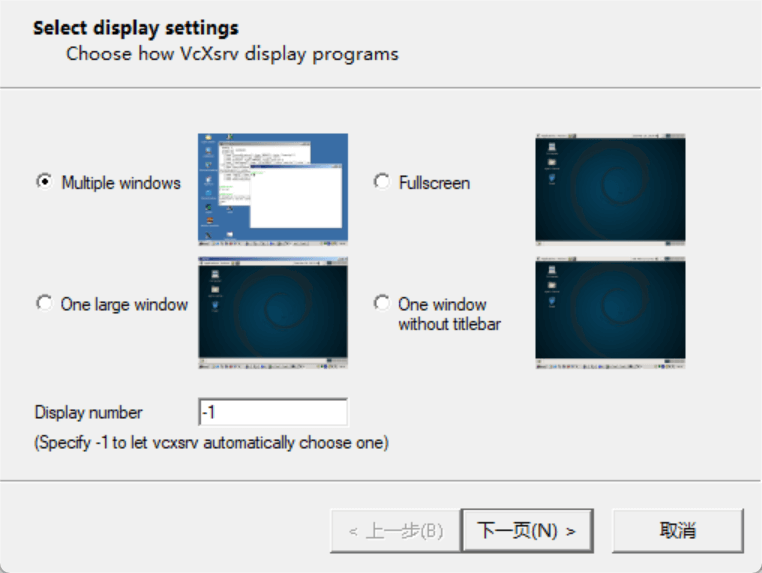 Select display settings
Choose how VcXsrv display programs
Multiple windows
Fullscreen
One large window
One window
without titlebar
Display number
-1
(Specify -1 to let vcxsrv automatically choose one)
< 上一步(B)
下一页(N) >
取消